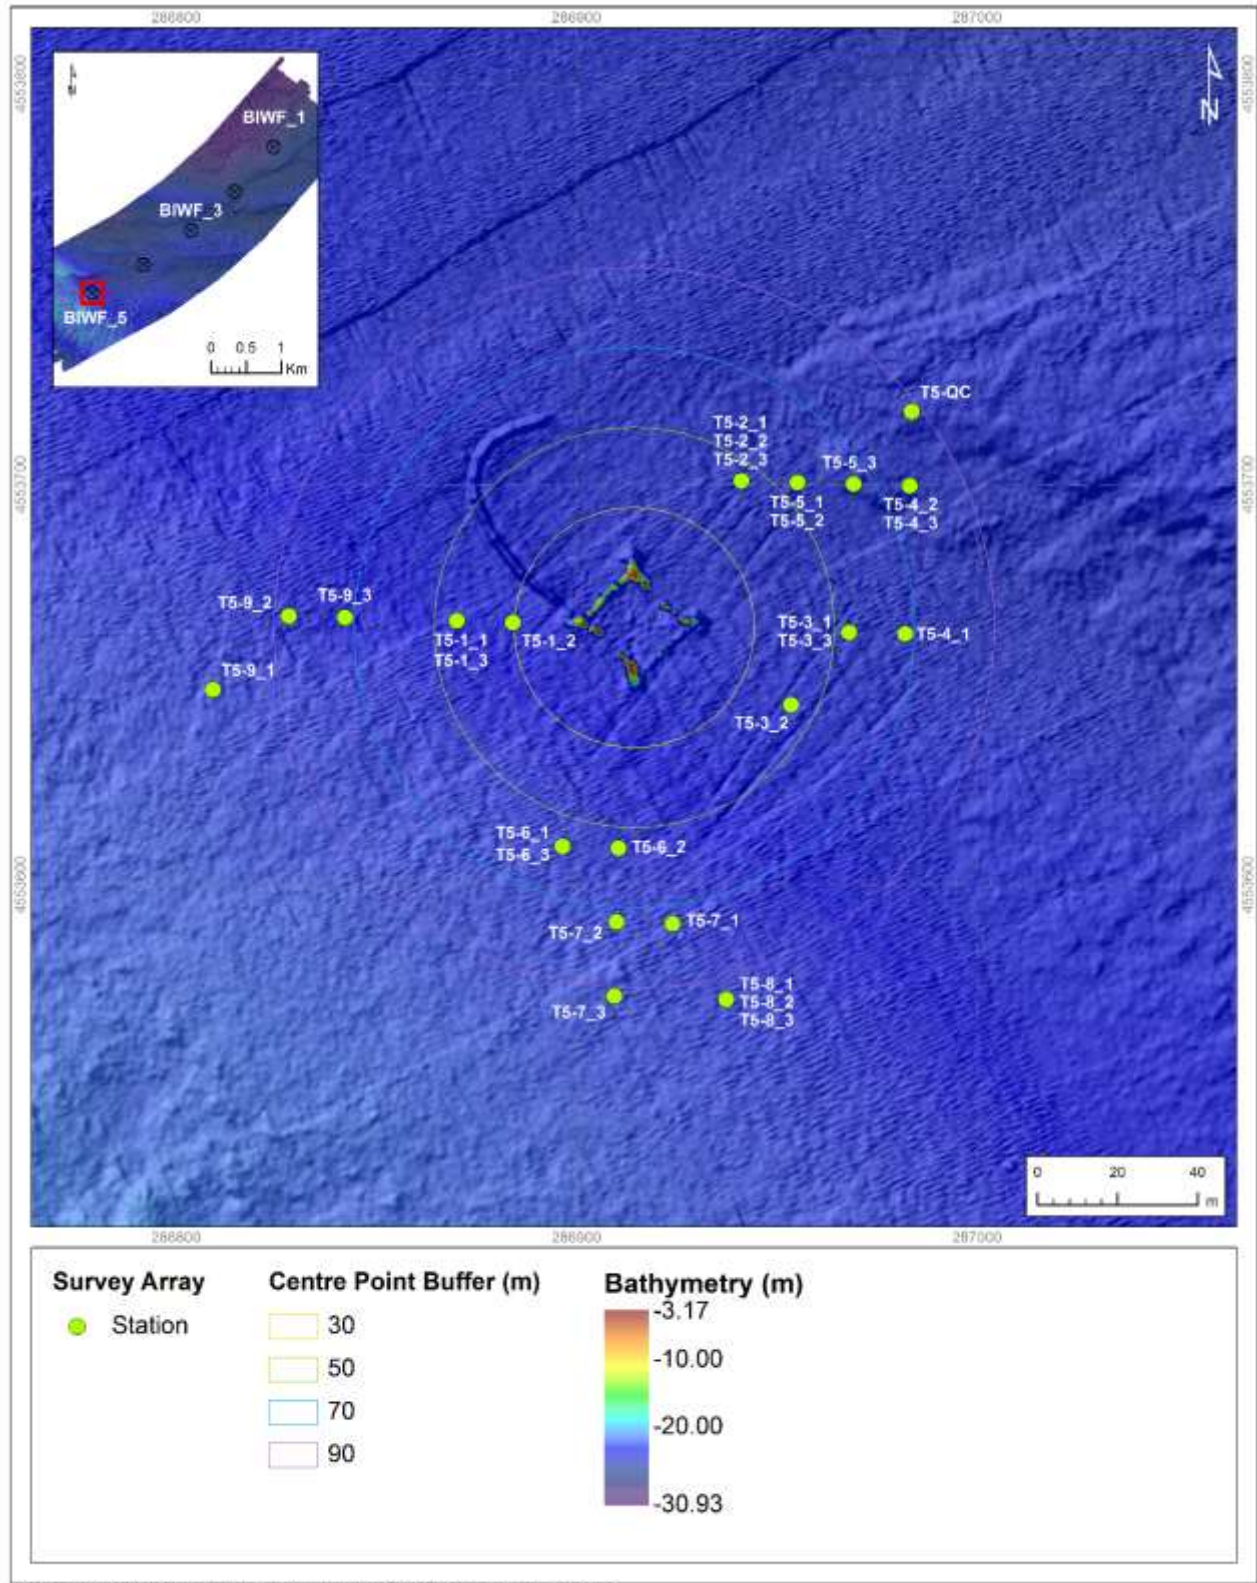 286800 286900 287000
4553800
4553800
N
N
BIWF_1
BIWF_3
BIWF_5
0 0.5 1
Km
T5-QC
T5-2_1
T5-2_2
T5-2_3
T5-5_3
T5-5_1
T5-5_2
T5-4_2
T5-4_3
4553700
4553700
T5-9_2
T5-9_3
T5-1_1
T5-1_3
T5-1_2
T5-3_1
T5-3_3
T5-4_1
T5-9_1
T5-3_2
T5-6_1
T5-6_3
T5-6_2
4553600
4553600
T5-7_2
T5-7_1
T5-7_3
T5-8_1
T5-8_2
T5-8_3
0 20 40
m
286800 286900 287000
Survey Array
Station
Centre Point Buffer (m)
30
50
70
90
Bathymetry (m)
-3.17
-10.00
-20.00
-30.93